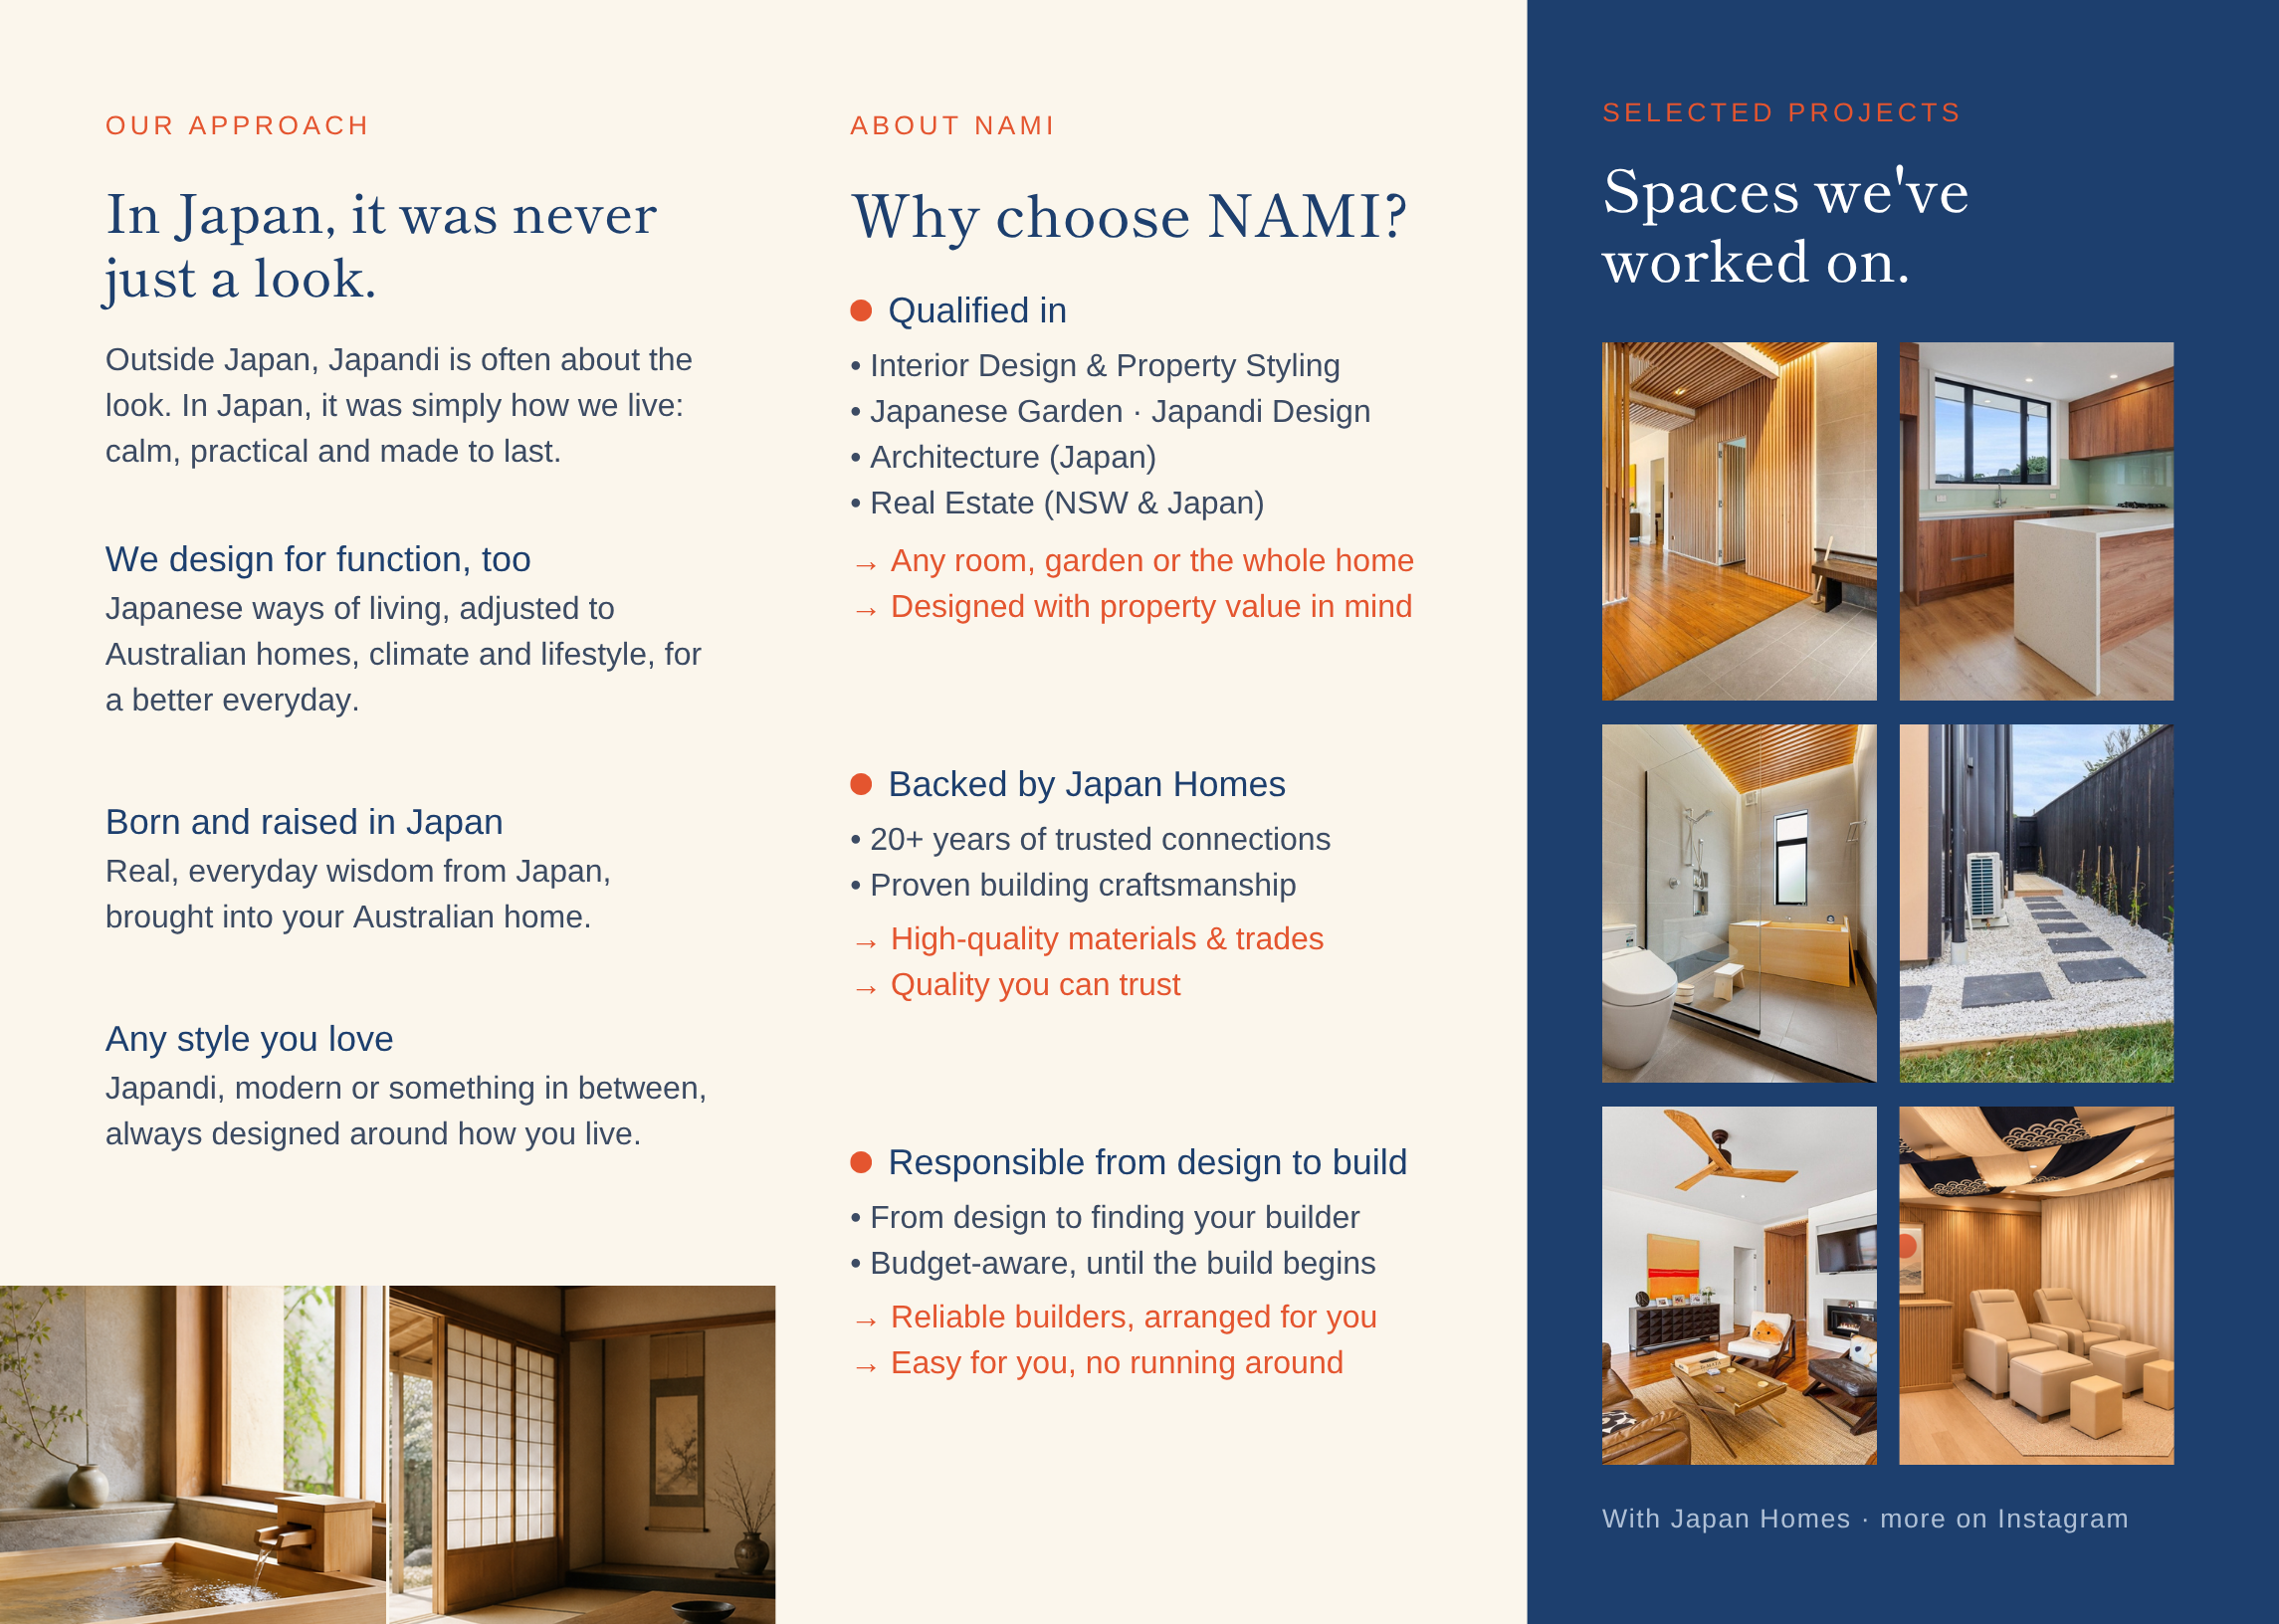 OUR APPROACH
In Japan, it was never
just a look.
Outside Japan, Japandi is often about the
look. In Japan, it was simply how we live:
calm, practical and made to last.
We design for function, too
Japanese ways of living, adjusted to
Australian homes, climate and lifestyle, for
a better everyday.
Born and raised in Japan
Real, everyday wisdom from Japan,
brought into your Australian home.
Any style you love
Japandi, modern or something in between,
always designed around how you live.
ABOUT NAMI
Why choose NAMI?
Qualified in
• Interior Design & Property Styling
• Japanese Garden · Japandi Design
• Architecture (Japan)
• Real Estate (NSW & Japan)
→ Any room, garden or the whole home
→ Designed with property value in mind
Backed by Japan Homes
• 20+ years of trusted connections
• Proven building craftsmanship
→ High-quality materials & trades
→ Quality you can trust
Responsible from design to build
• From design to finding your builder
• Budget-aware, until the build begins
→ Reliable builders, arranged for you
→ Easy for you, no running around
SELECTED PROJECTS
Spaces we've
worked on.
With Japan Homes · more on Instagram